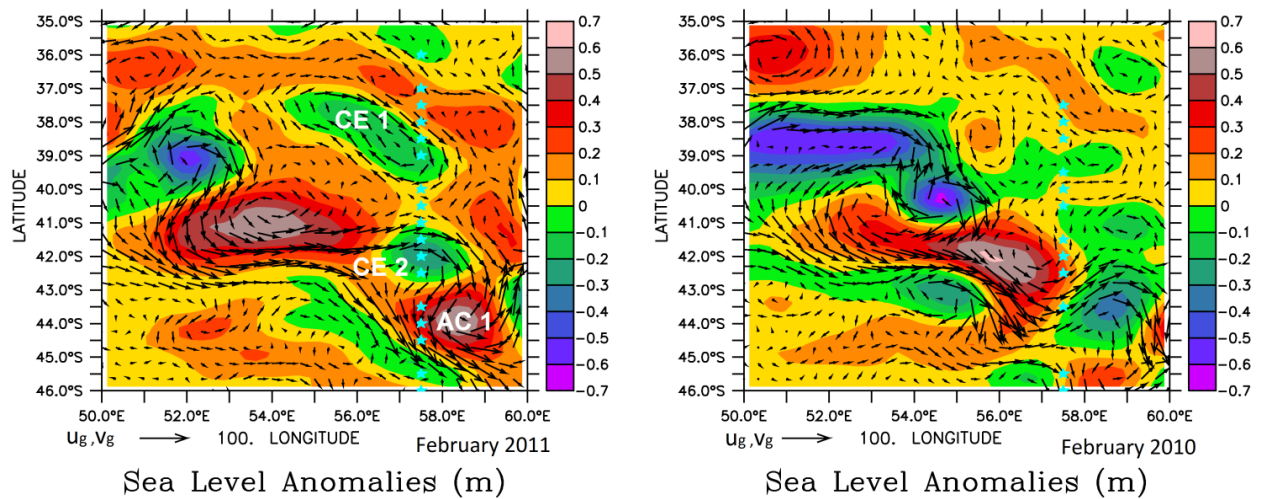 35.0°S
36.0°S
37.0°S
38.0°S
39.0°S
40.0°S
41.0°S
42.0°S
43.0°S
44.0°S
45.0°S
46.0°S
LATITUDE
CE 1
CE 2
AC 1
0.7
0.6
0.5
0.4
0.3
0.2
0.1
0
−0.1
−0.2
−0.3
−0.4
−0.5
−0.6
−0.7
50.0°E 52.0°E 54.0°E 56.0°E 58.0°E 60.0°E
ug,vg 100. LONGITUDE February 2011
Sea Level Anomalies (m)
35.0°S
36.0°S
37.0°S
38.0°S
39.0°S
40.0°S
41.0°S
42.0°S
43.0°S
44.0°S
45.0°S
46.0°S
LATITUDE
0.7
0.6
0.5
0.4
0.3
0.2
0.1
0
−0.1
−0.2
−0.3
−0.4
−0.5
−0.6
−0.7
50.0°E 52.0°E 54.0°E 56.0°E 58.0°E 60.0°E
ug,vg 100. LONGITUDE February 2010
Sea Level Anomalies (m)